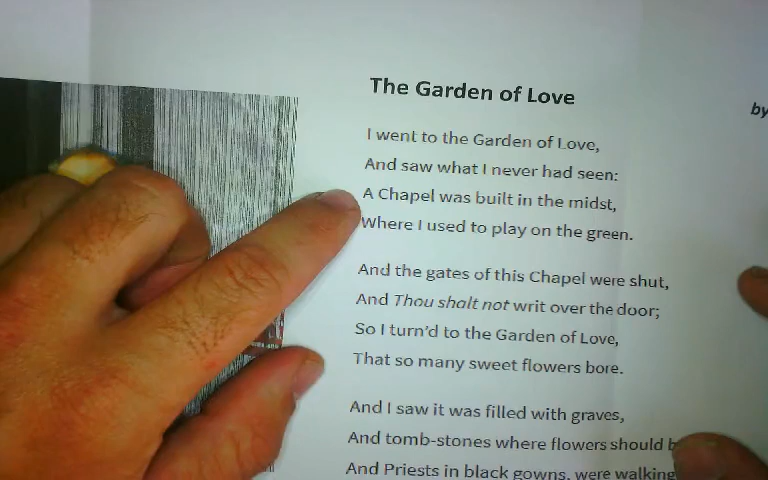 The Garden of Love
by
I went to the Garden of Love,
And saw what I never had seen:
A Chapel was built in the midst,
Where I used to play on the green.
And the gates of this Chapel were shut,
And Thou shalt not writ over the door;
So I turn'd to the Garden of Love,
That so many sweet flowers bore.
And I saw it was filled with graves,
And tomb-stones where flowers should
And Priests in black gowns, were walking